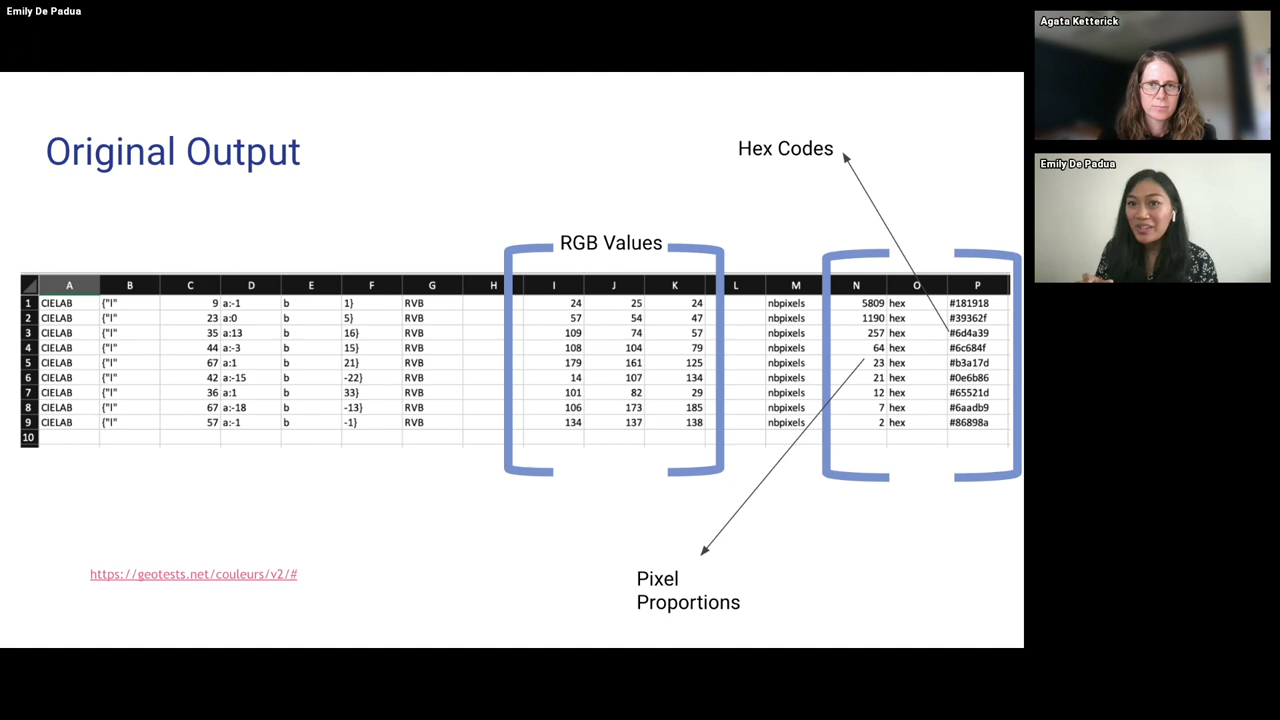 Emily De Padua
Agata Ketterick
Emily De Padua
Original Output
Hex Codes
RGB Values
A B C D E F G H I J K L M N O P
1 CIELAB {"l" 9 a:-1 b 1} RVB 24 25 24 nbpixels 5809 hex #181918
2 CIELAB {"l" 23 a:0 b 5} RVB 57 54 47 nbpixels 1190 hex #39362f
3 CIELAB {"l" 35 a:13 b 16} RVB 109 74 57 nbpixels 257 hex #6d4a39
4 CIELAB {"l" 44 a:-3 b 15} RVB 108 104 79 nbpixels 64 hex #6c684f
5 CIELAB {"l" 67 a:1 b 21} RVB 179 161 125 nbpixels 23 hex #b3a17d
6 CIELAB {"l" 42 a:-15 b -22} RVB 14 107 134 nbpixels 21 hex #0e6b86
7 CIELAB {"l" 36 a:1 b 33} RVB 101 82 29 nbpixels 12 hex #65521d
8 CIELAB {"l" 67 a:-18 b -13} RVB 106 173 185 nbpixels 7 hex #6aadb9
9 CIELAB {"l" 57 a:-1 b -1} RVB 134 137 138 nbpixels 2 hex #86898a
10
https://geotests.net/couleurs/v2/#
Pixel
Proportions